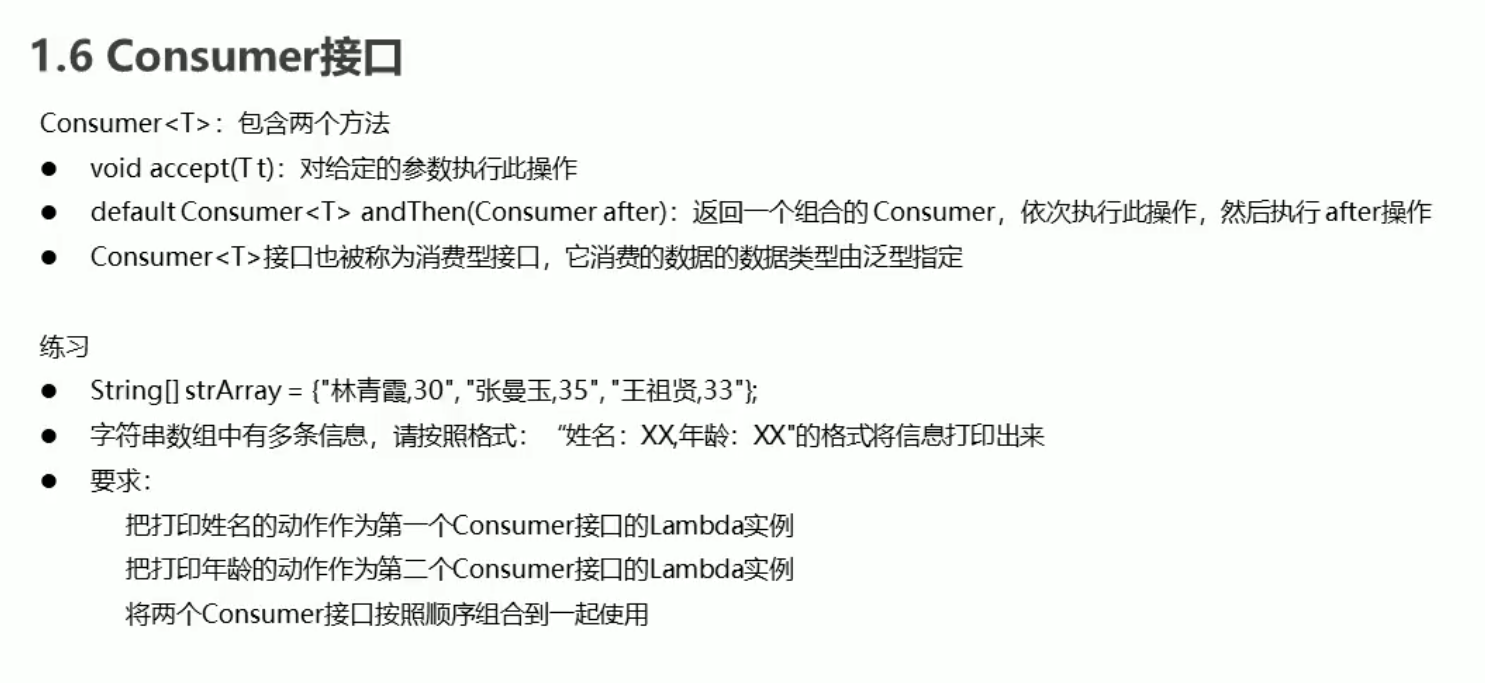 1.6 Consumer接口
Consumer<T>：包含两个方法
● void accept(T t)：对给定的参数执行此操作
● default Consumer<T> andThen(Consumer after)：返回一个组合的Consumer，依次执行此操作，然后执行 after操作
● Consumer<T>接口也被称为消费型接口，它消费的数据的数据类型由泛型指定
练习
● String[] strArray = {"林青霞,30", "张曼玉,35", "王祖贤,33"};
● 字符串数组中有多条信息，请按照格式：“姓名：XX,年龄：XX"的格式将信息打印出来
● 要求：
把打印姓名的动作作为第一个Consumer接口的Lambda实例
把打印年龄的动作作为第二个Consumer接口的Lambda实例
将两个Consumer接口按照顺序组合到一起使用